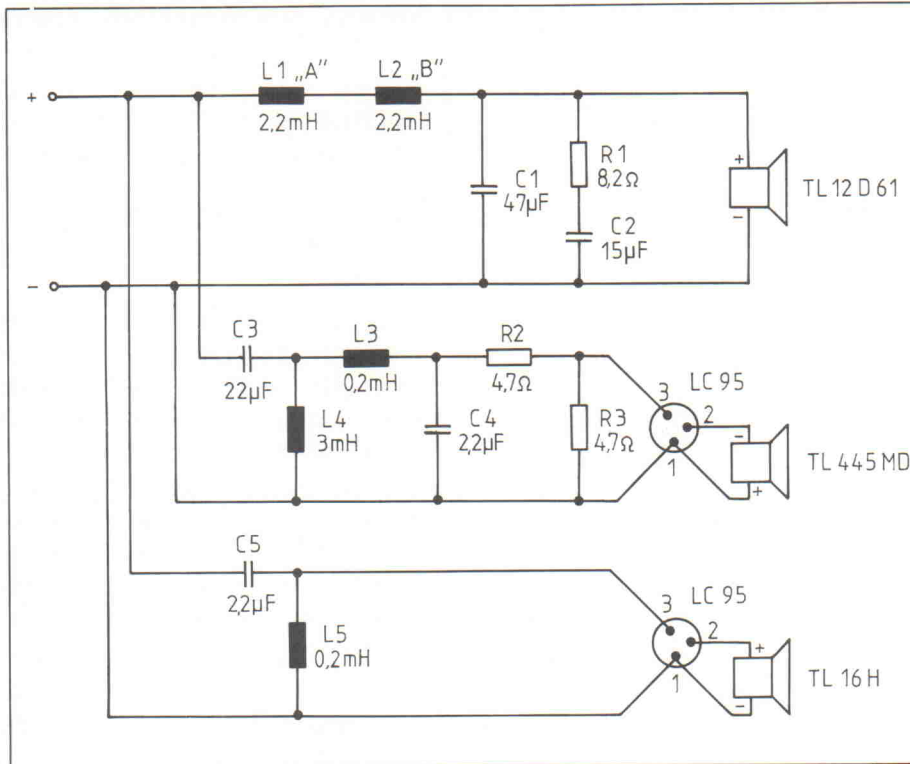 L1 „A"
L2 „B"
+
2,2mH
2,2mH
C1
47µF
R1
8,2Ω
C2
15µF
+
−
TL 12 D 61
−
C3
22µF
L3
0,2mH
R2
4,7Ω
L4
3mH
C4
2,2µF
R3
4,7Ω
3
LC 95
2
1
−
+
TL 445 MD
C5
2,2µF
L5
0,2mH
3
LC 95
2
1
+
−
TL 16 H